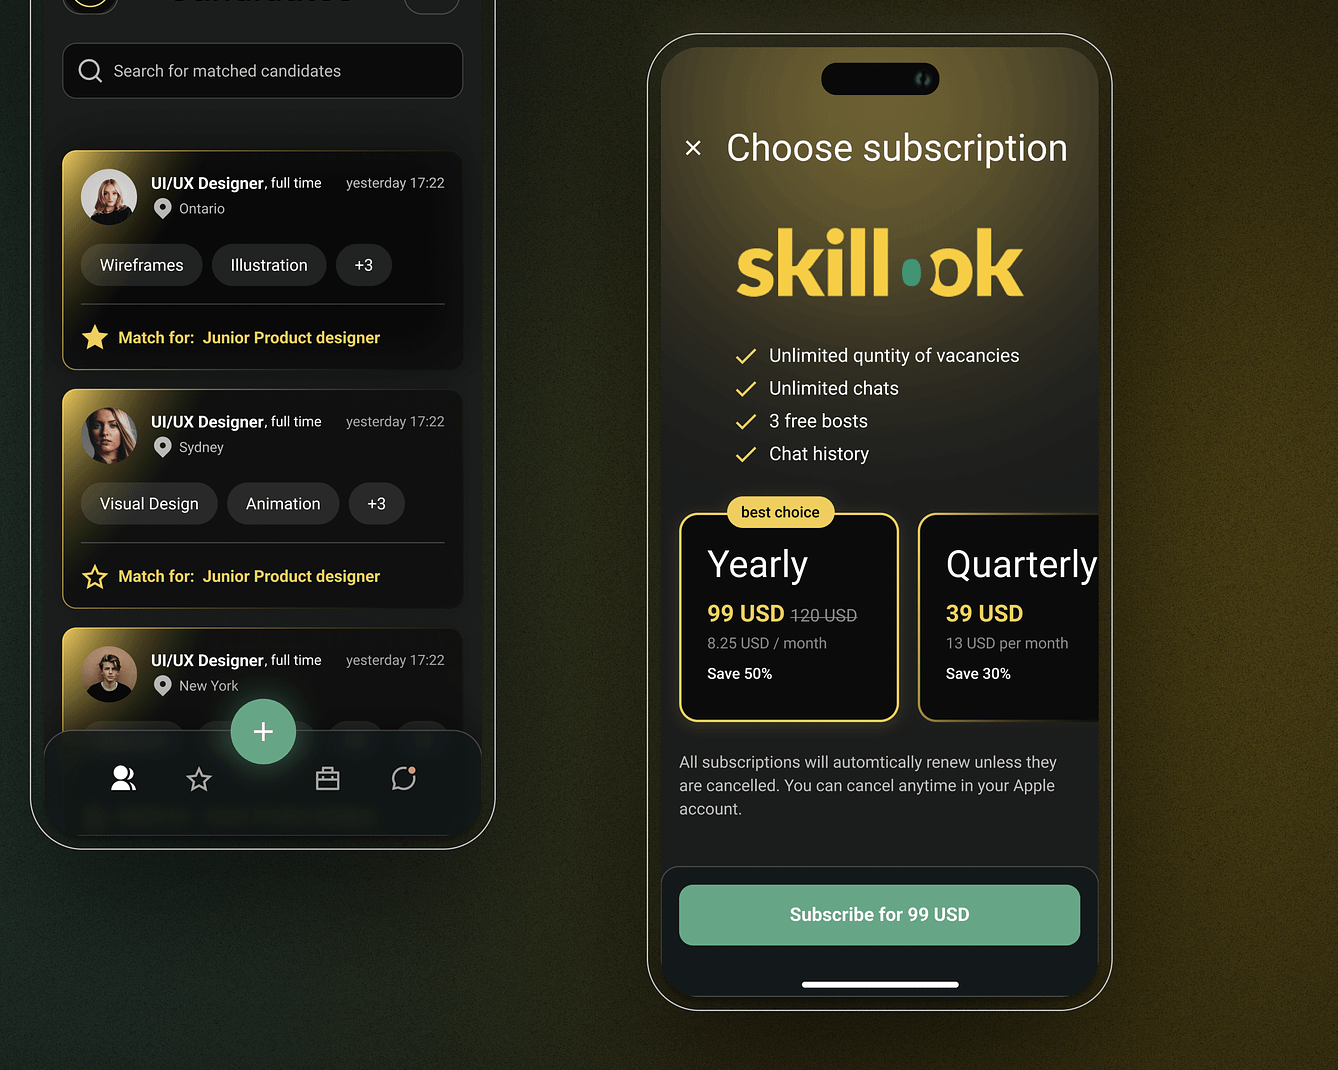 Search for matched candidates
UI/UX Designer, full time yesterday 17:22
Ontario
Wireframes Illustration +3
Match for: Junior Product designer
UI/UX Designer, full time yesterday 17:22
Sydney
Visual Design Animation +3
Match for: Junior Product designer
UI/UX Designer, full time yesterday 17:22
New York
Choose subscription
skill ok
Unlimited quntity of vacancies
Unlimited chats
3 free bosts
Chat history
best choice
Yearly
99 USD 120 USD
8.25 USD / month
Save 50%
Quarterly
39 USD
13 USD per month
Save 30%
All subscriptions will automtically renew unless they
are cancelled. You can cancel anytime in your Apple
account.
Subscribe for 99 USD